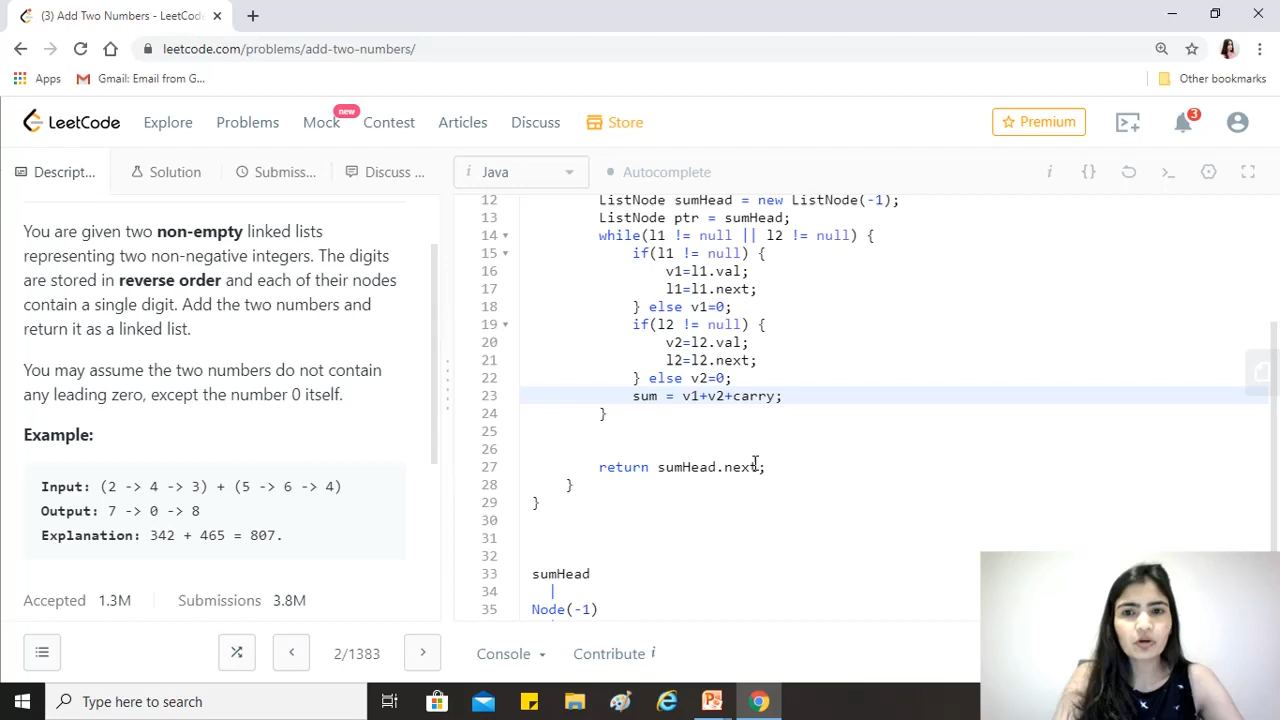 (3) Add Two Numbers - LeetCode
leetcode.com/problems/add-two-numbers/
Apps
Gmail: Email from G...
Other bookmarks
LeetCode
Explore
Problems
Mock
new
Contest
Articles
Discuss
Store
Premium
3
Descript...
Solution
Submiss...
Discuss ...
i Java
Autocomplete
You are given two non-empty linked lists
representing two non-negative integers. The digits
are stored in reverse order and each of their nodes
contain a single digit. Add the two numbers and
return it as a linked list.
You may assume the two numbers do not contain
any leading zero, except the number 0 itself.
Example:
Input: (2 -> 4 -> 3) + (5 -> 6 -> 4)
Output: 7 -> 0 -> 8
Explanation: 342 + 465 = 807.
Accepted 1.3M
Submissions 3.8M
12 ListNode sumHead = new ListNode(-1);
13 ListNode ptr = sumHead;
14 while(l1 != null || l2 != null) {
15 if(l1 != null) {
16 v1=l1.val;
17 l1=l1.next;
18 } else v1=0;
19 if(l2 != null) {
20 v2=l2.val;
21 l2=l2.next;
22 } else v2=0;
23 sum = v1+v2+carry;
24 }
25
26
27 return sumHead.next;
28 }
29 }
30
31
32
33 sumHead
34 |
35 Node(-1)
2/1383
Console
Contribute i
Type here to search